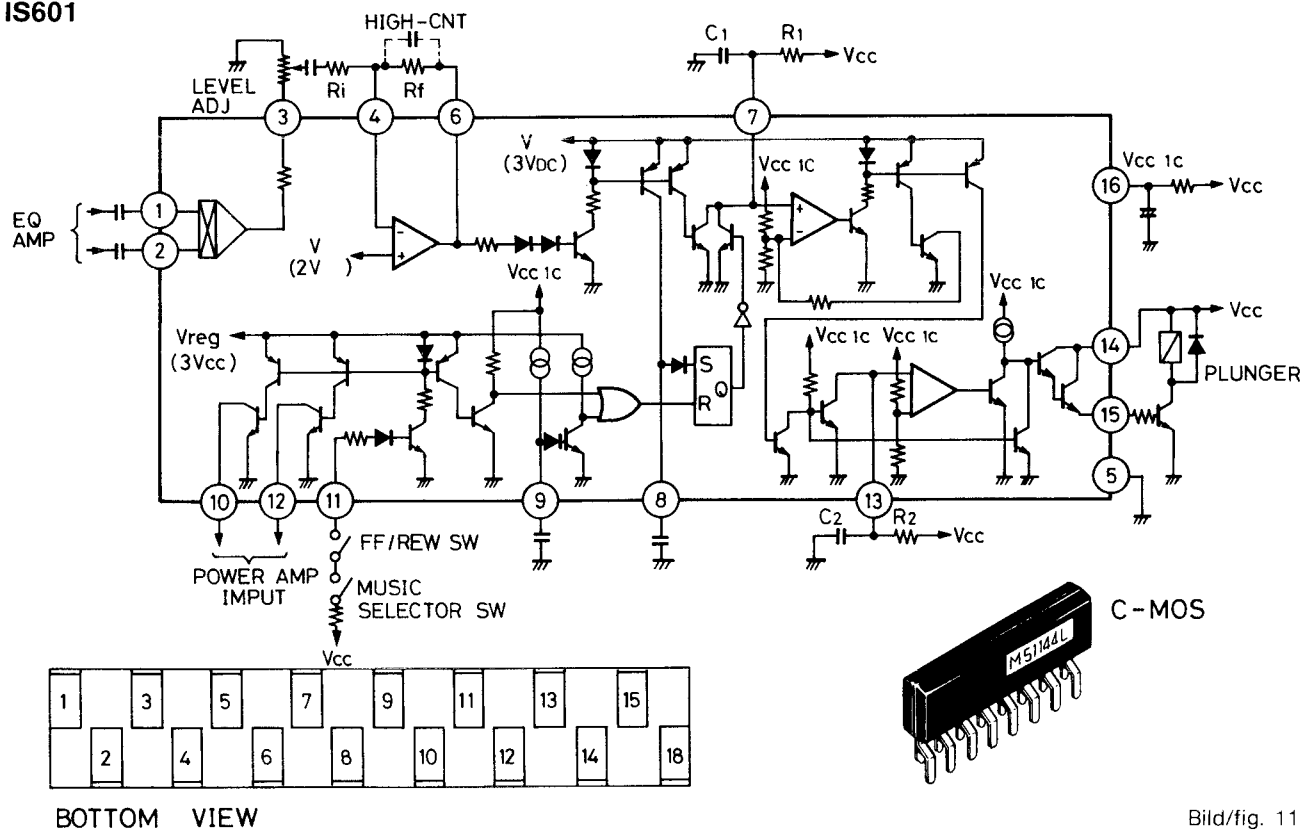 IS601
HIGH-CNT
C1
R1
Vcc
LEVEL
ADJ
Ri
Rf
3
4
6
7
V
(3VDC)
Vcc 1C
Vcc 1c
16
Vcc
EQ
AMP
1
2
-
+
V
(2V )
+
-
Vcc 1c
Vcc 1c
Vreg
(3Vcc)
Vcc 1c
Vcc 1c
14
Vcc
S
Q
R
PLUNGER
15
5
10
12
11
9
8
13
C2
R2
Vcc
FF/REW SW
POWER AMP
IMPUT
MUSIC
SELECTOR SW
Vcc
C-MOS
M51144L
1 3 5 7 9 11 13 15
2 4 6 8 10 12 14 18
BOTTOM VIEW
Bild/fig. 11